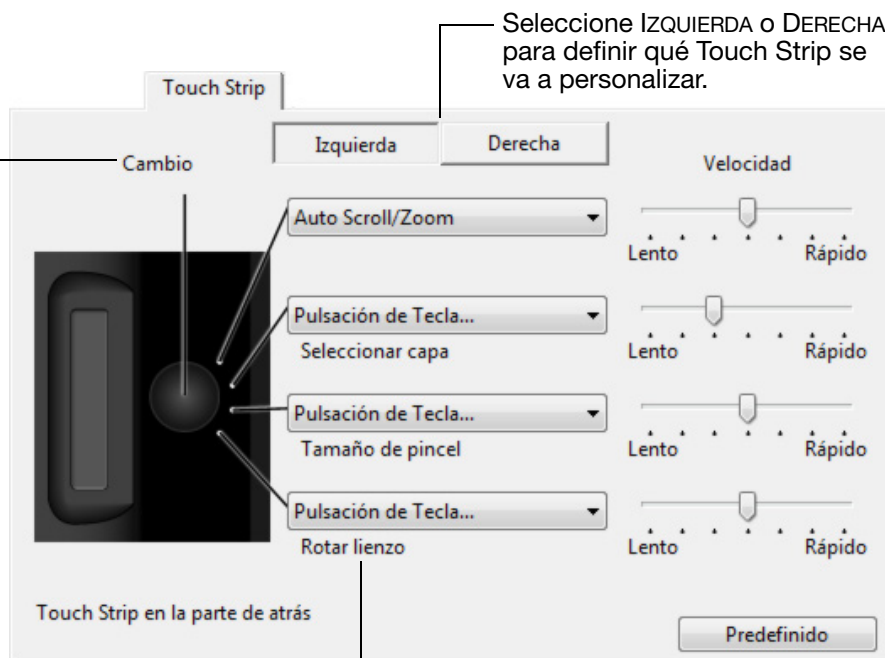 Seleccione IZQUIERDA o DERECHA
para definir qué Touch Strip se
va a personalizar.
Touch Strip
Izquierda
Derecha
Cambio
Velocidad
Auto Scroll/Zoom
Lento
Rápido
Pulsación de Tecla...
Seleccionar capa
Lento
Rápido
Pulsación de Tecla...
Tamaño de pincel
Lento
Rápido
Pulsación de Tecla...
Rotar lienzo
Lento
Rápido
Touch Strip en la parte de atrás
Predefinido